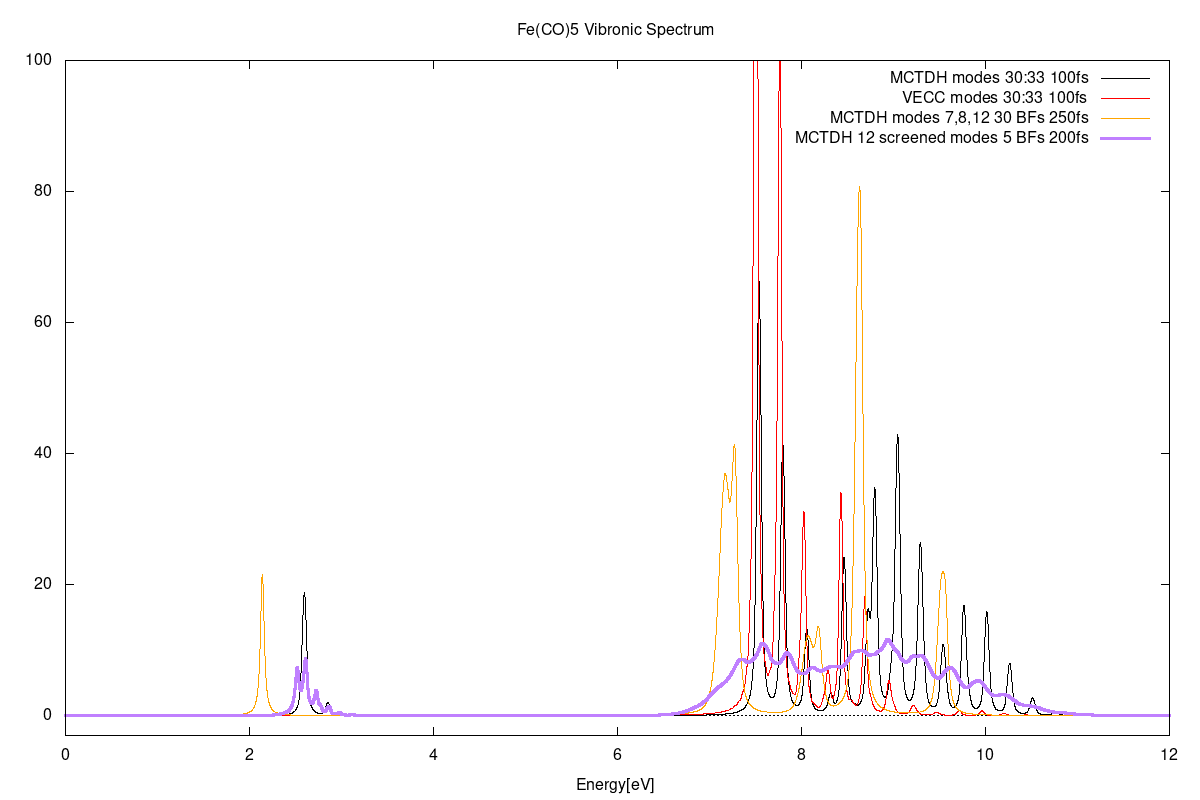 Fe(CO)5 Vibronic Spectrum
100
80
60
40
20
0
MCTDH modes 30:33 100fs
VECC modes 30:33 100fs
MCTDH modes 7,8,12 30 BFs 250fs
MCTDH 12 screened modes 5 BFs 200fs
0 2 4 6 8 10 12
Energy[eV]